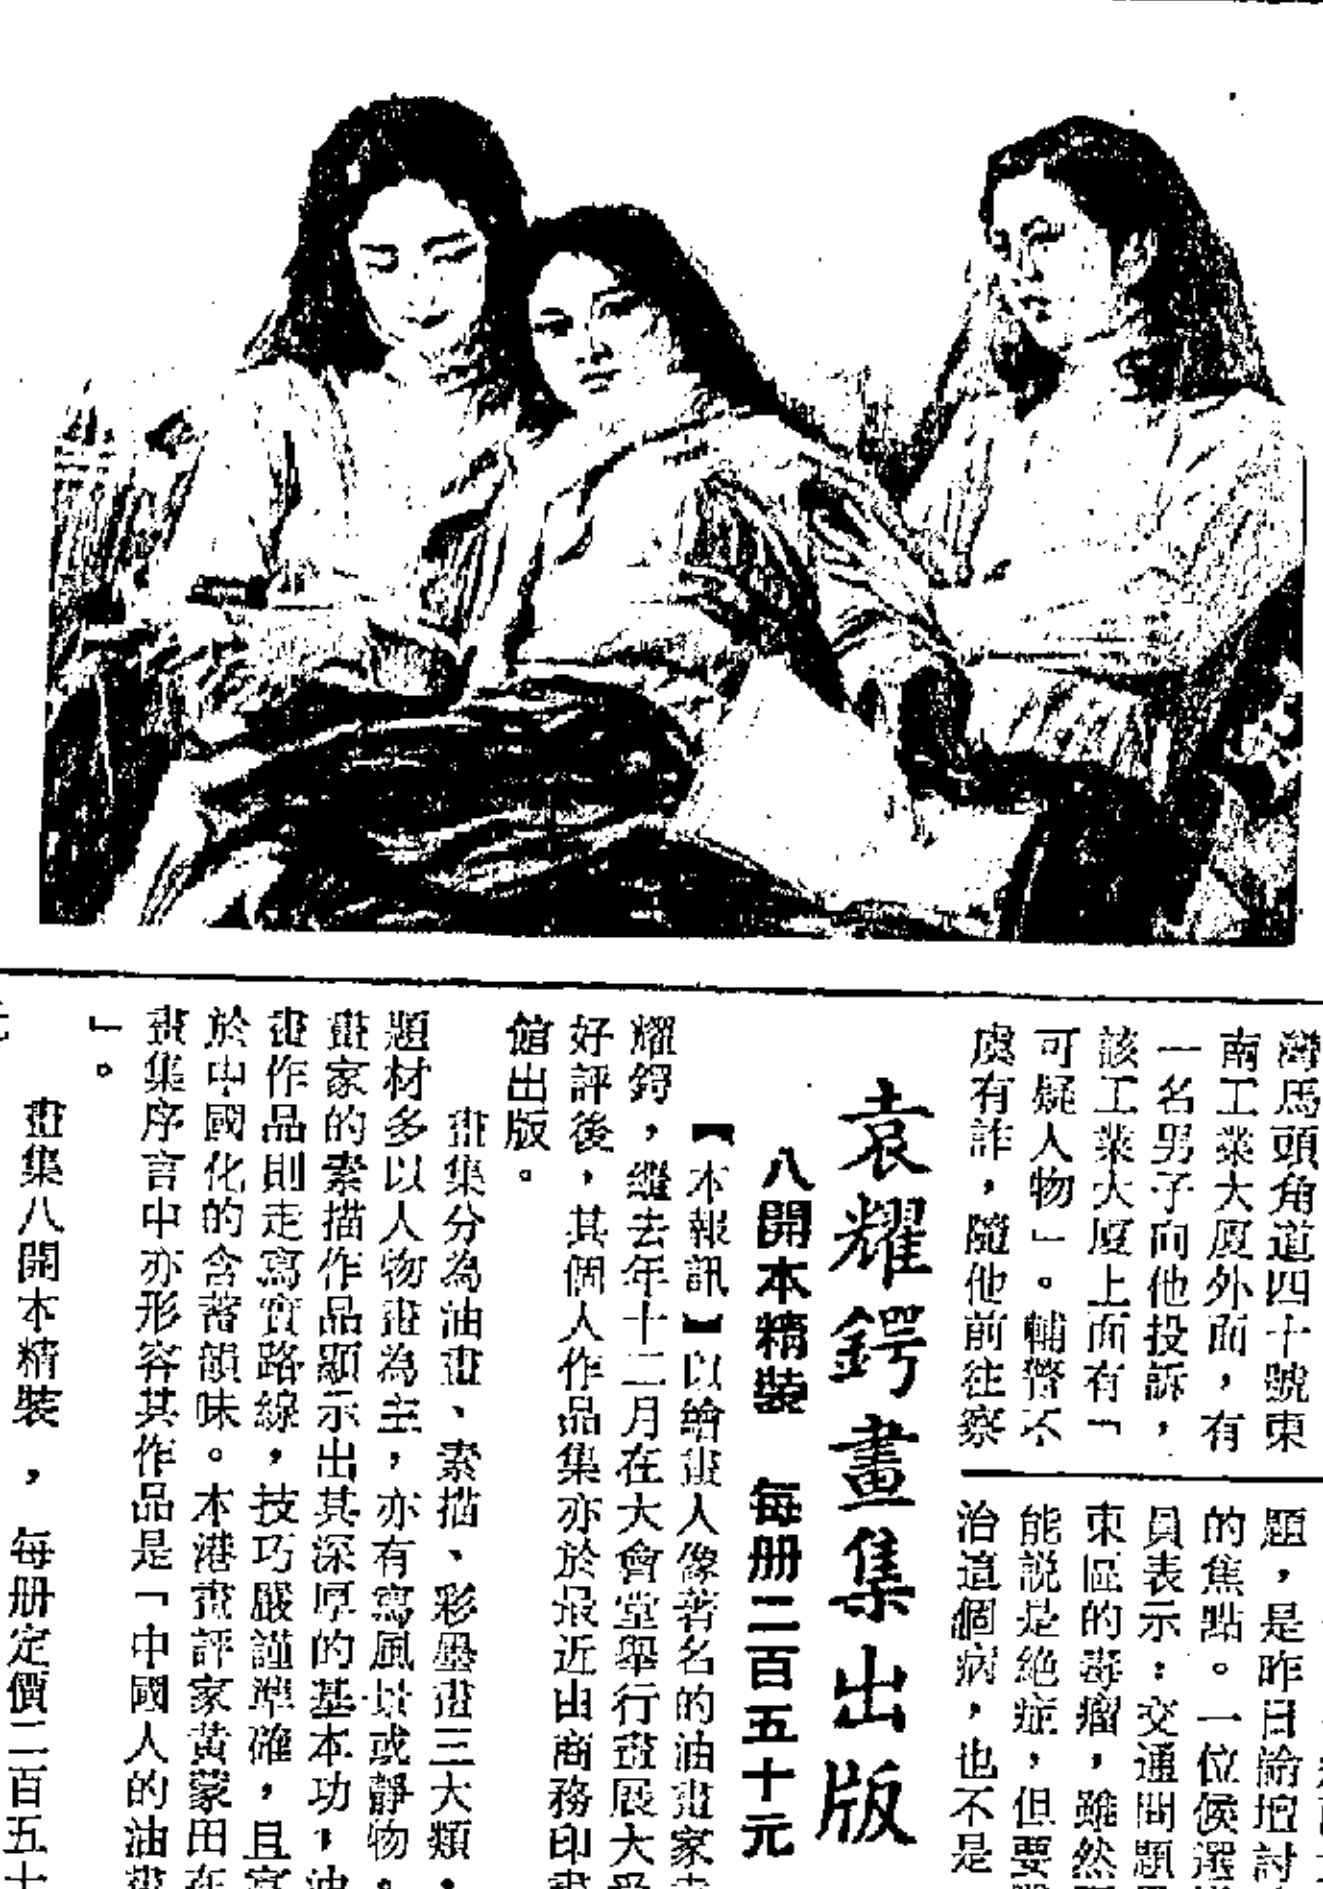 灣馬頭角道四十號東
南工業大厦外面，有
一名男子向他投訴，
該工業大厦上面有「
可疑人物」。輔警不
虞有詐，隨他前往察
題，是昨日論壇討
的焦點。一位候選
員表示：交通問題
東區的毒瘤，雖然
能說是絶症，但要
治這個病，也不是
袁耀鍔畫集出版
八開本精裝 每册二百五十元
【本報訊】以繪畫人像著名的油畫家
耀鍔，繼去年十二月在大會堂舉行畫展大受
好評後，其個人作品集亦於最近由商務印書
舘出版。
畫集分為油畫、素描、彩墨畫三大類，
題材多以人物畫為主，亦有寫風景或靜物。
畫家的素描作品顯示出其深厚的基本功，油
畫作品則走寫實路線，技巧嚴謹準確，且富
於中國化的含蓄韻味。本港畫評家黃蒙田在
畫集序言中亦形容其作品是「中國人的油畫
」。
畫集八開本精裝，每册定價二百五十
元